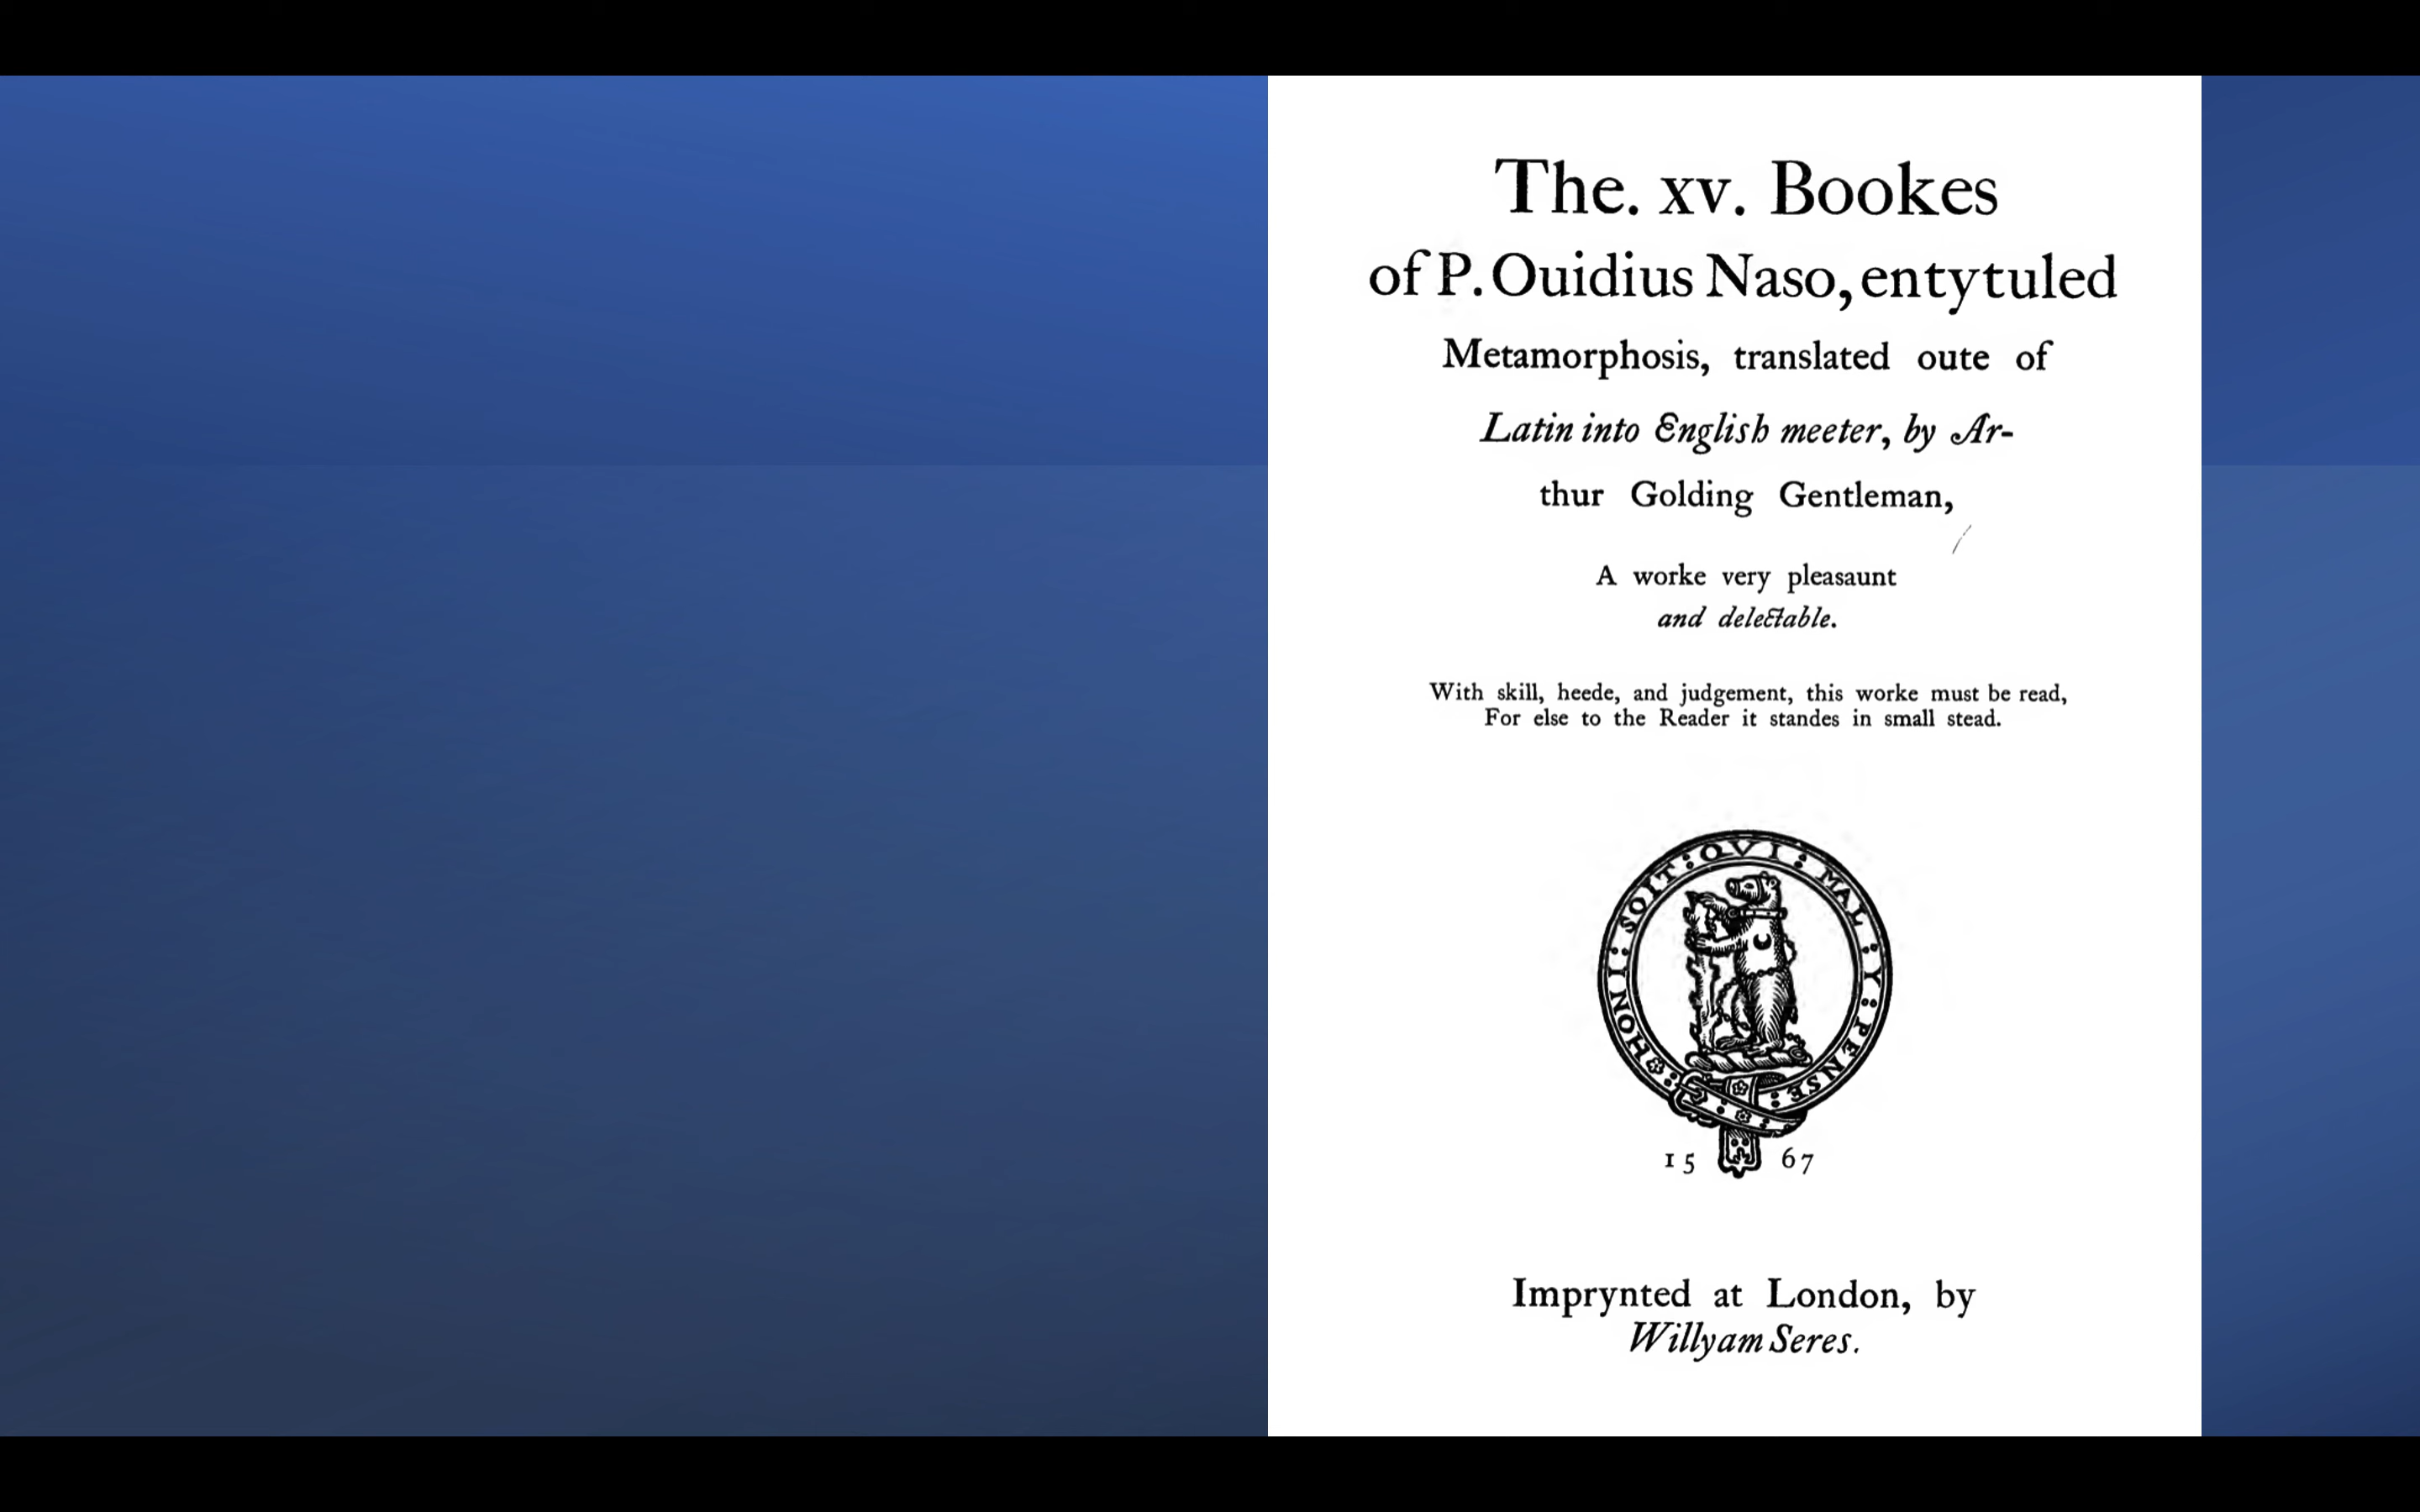 The. xv. Bookes
of P. Ouidius Naso, entytuled
Metamorphosis, translated oute of
Latin into English meeter, by Ar-
thur Golding Gentleman,
A worke very pleasaunt
and delectable.
With skill, heede, and judgement, this worke must be read,
For else to the Reader it standes in small stead.
HONI : SOIT : QVI : MAL : Y : PENSE
15 67
Imprynted at London, by
Willyam Seres.